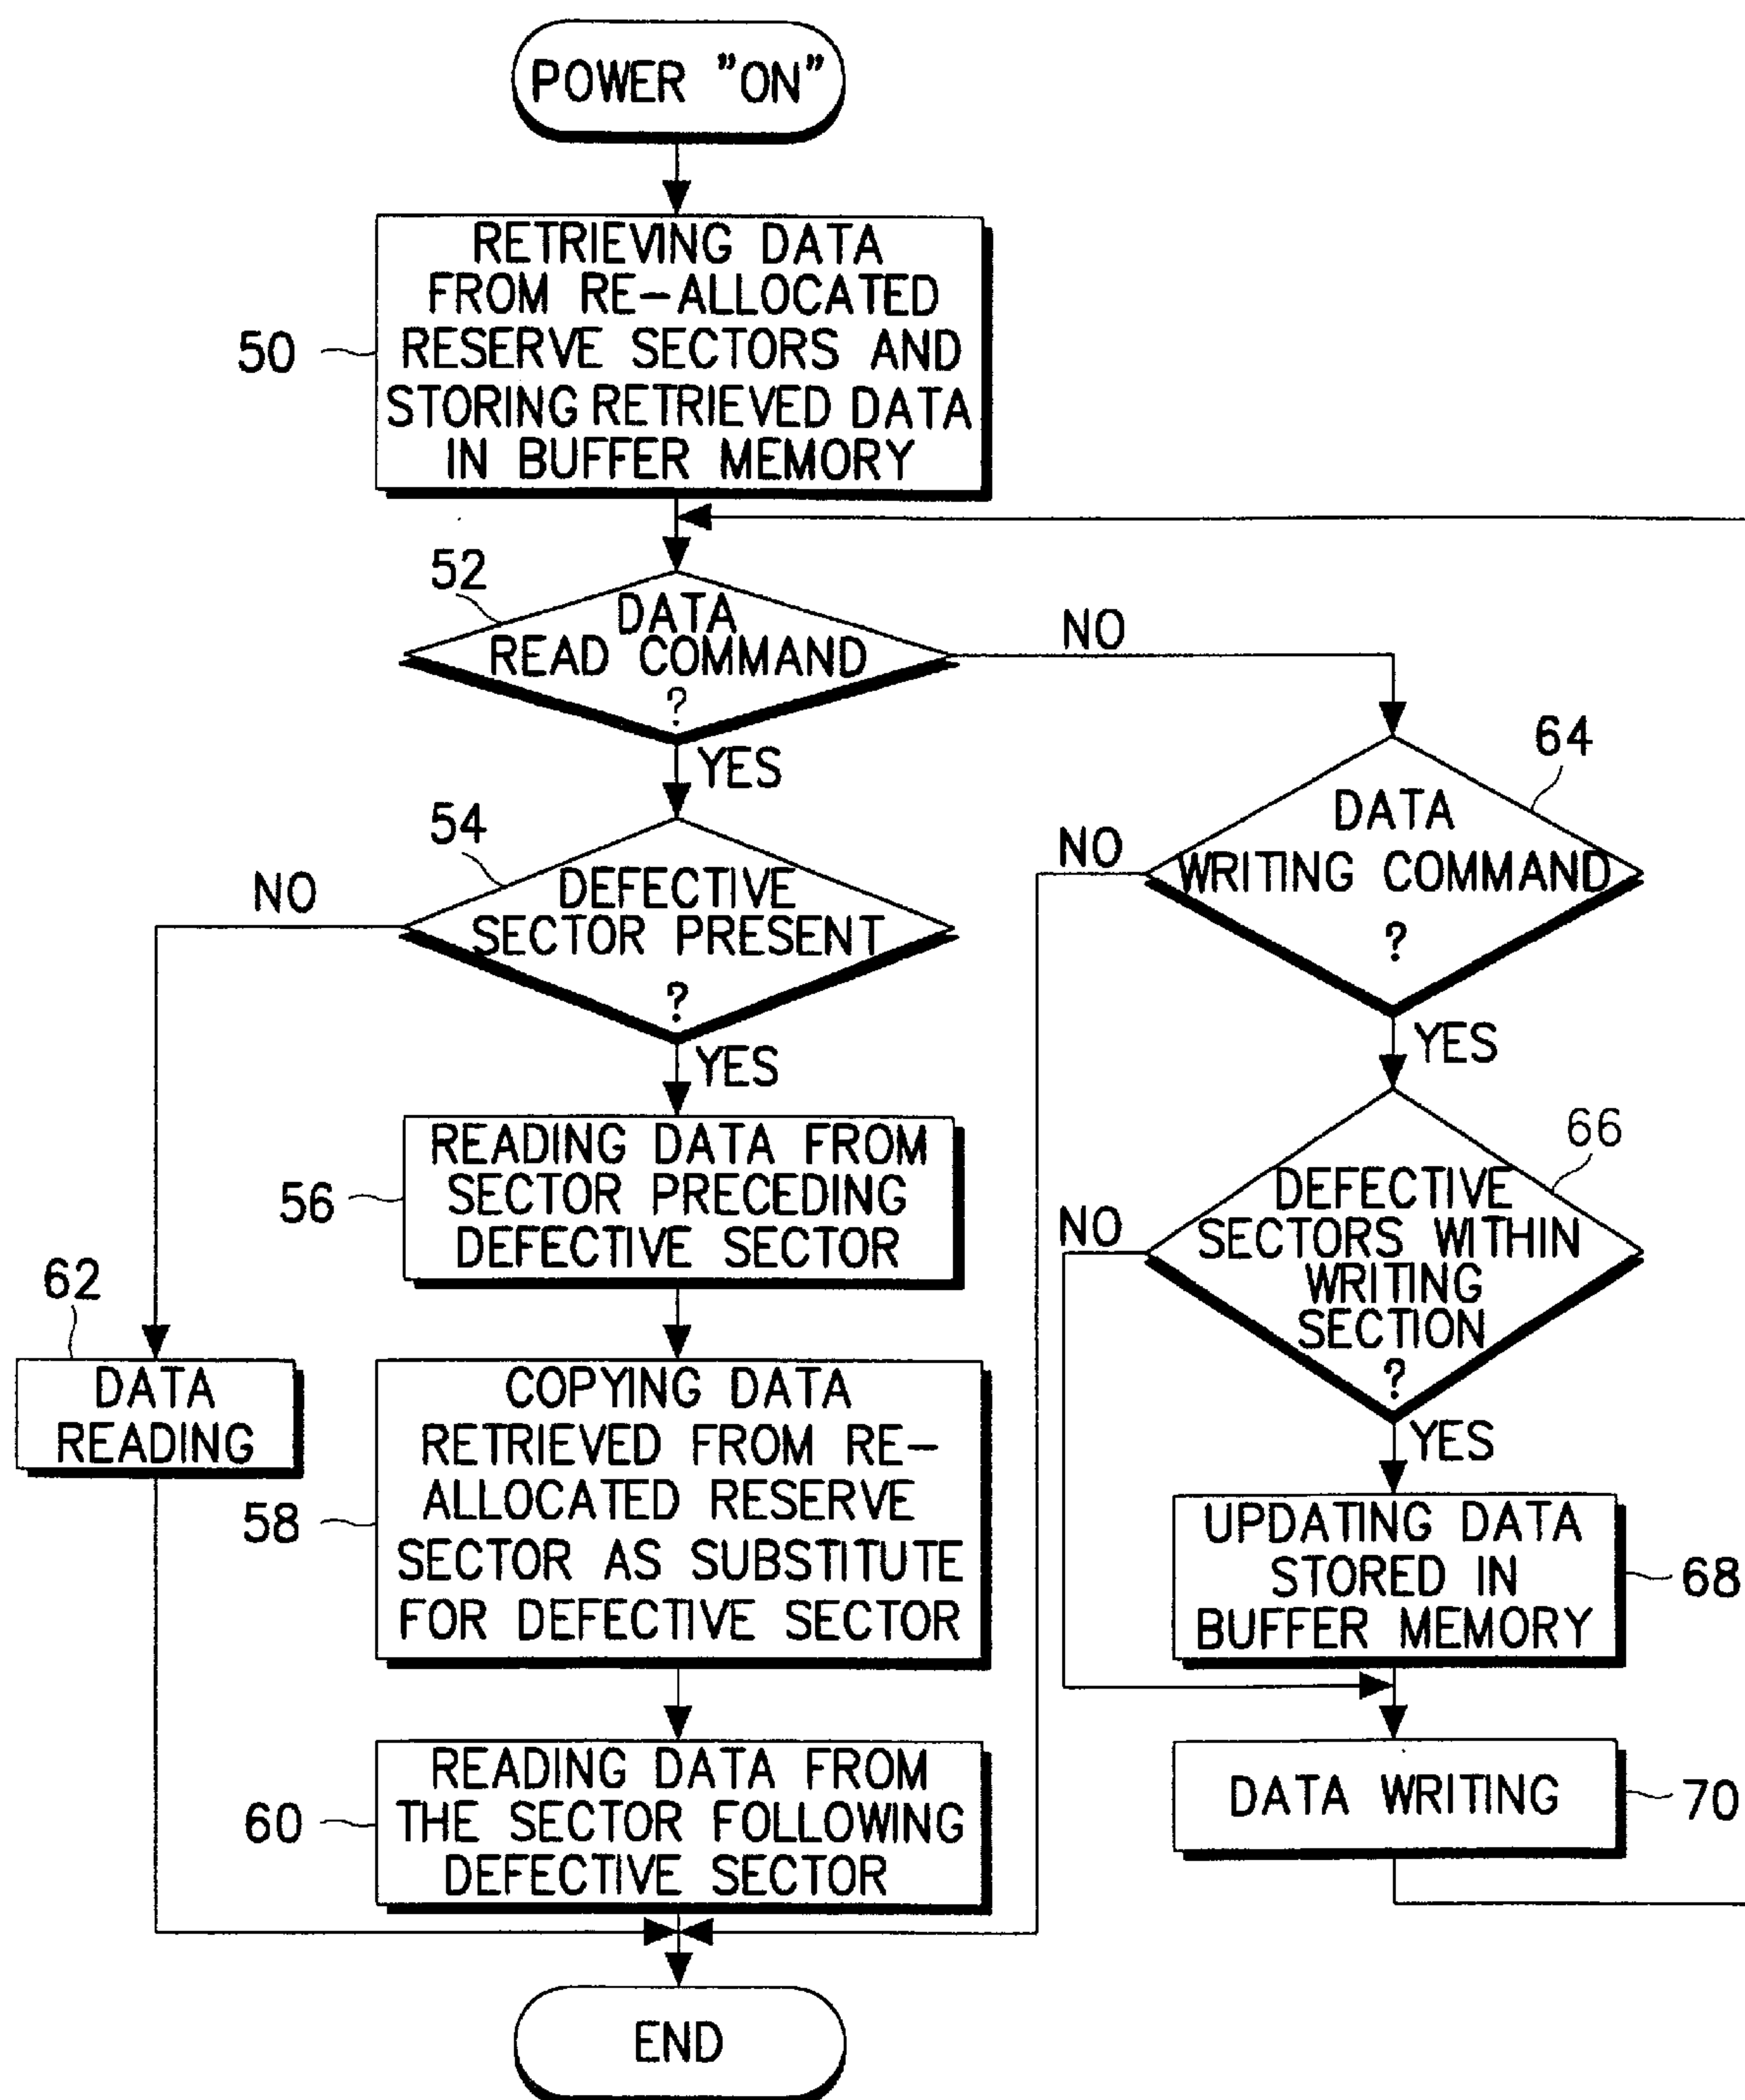 POWER "ON"
RETRIEVING DATA
FROM RE-ALLOCATED
50
RESERVE SECTORS AND
STORING RETRIEVED DATA
IN BUFFER MEMORY
52
DATA
READ COMMAND
?
NO
YES
54
DEFECTIVE
SECTOR PRESENT
?
NO
YES
56
READING DATA FROM
SECTOR PRECEDING
DEFECTIVE SECTOR
62
DATA
READING
58
COPYING DATA
RETRIEVED FROM RE-
ALLOCATED RESERVE
SECTOR AS SUBSTITUTE
FOR DEFECTIVE SECTOR
60
READING DATA FROM
THE SECTOR FOLLOWING
DEFECTIVE SECTOR
END
64
DATA
WRITING COMMAND
?
NO
YES
66
DEFECTIVE
SECTORS WITHIN
WRITING
SECTION
?
NO
YES
UPDATING DATA
STORED IN
BUFFER MEMORY
68
DATA WRITING
70